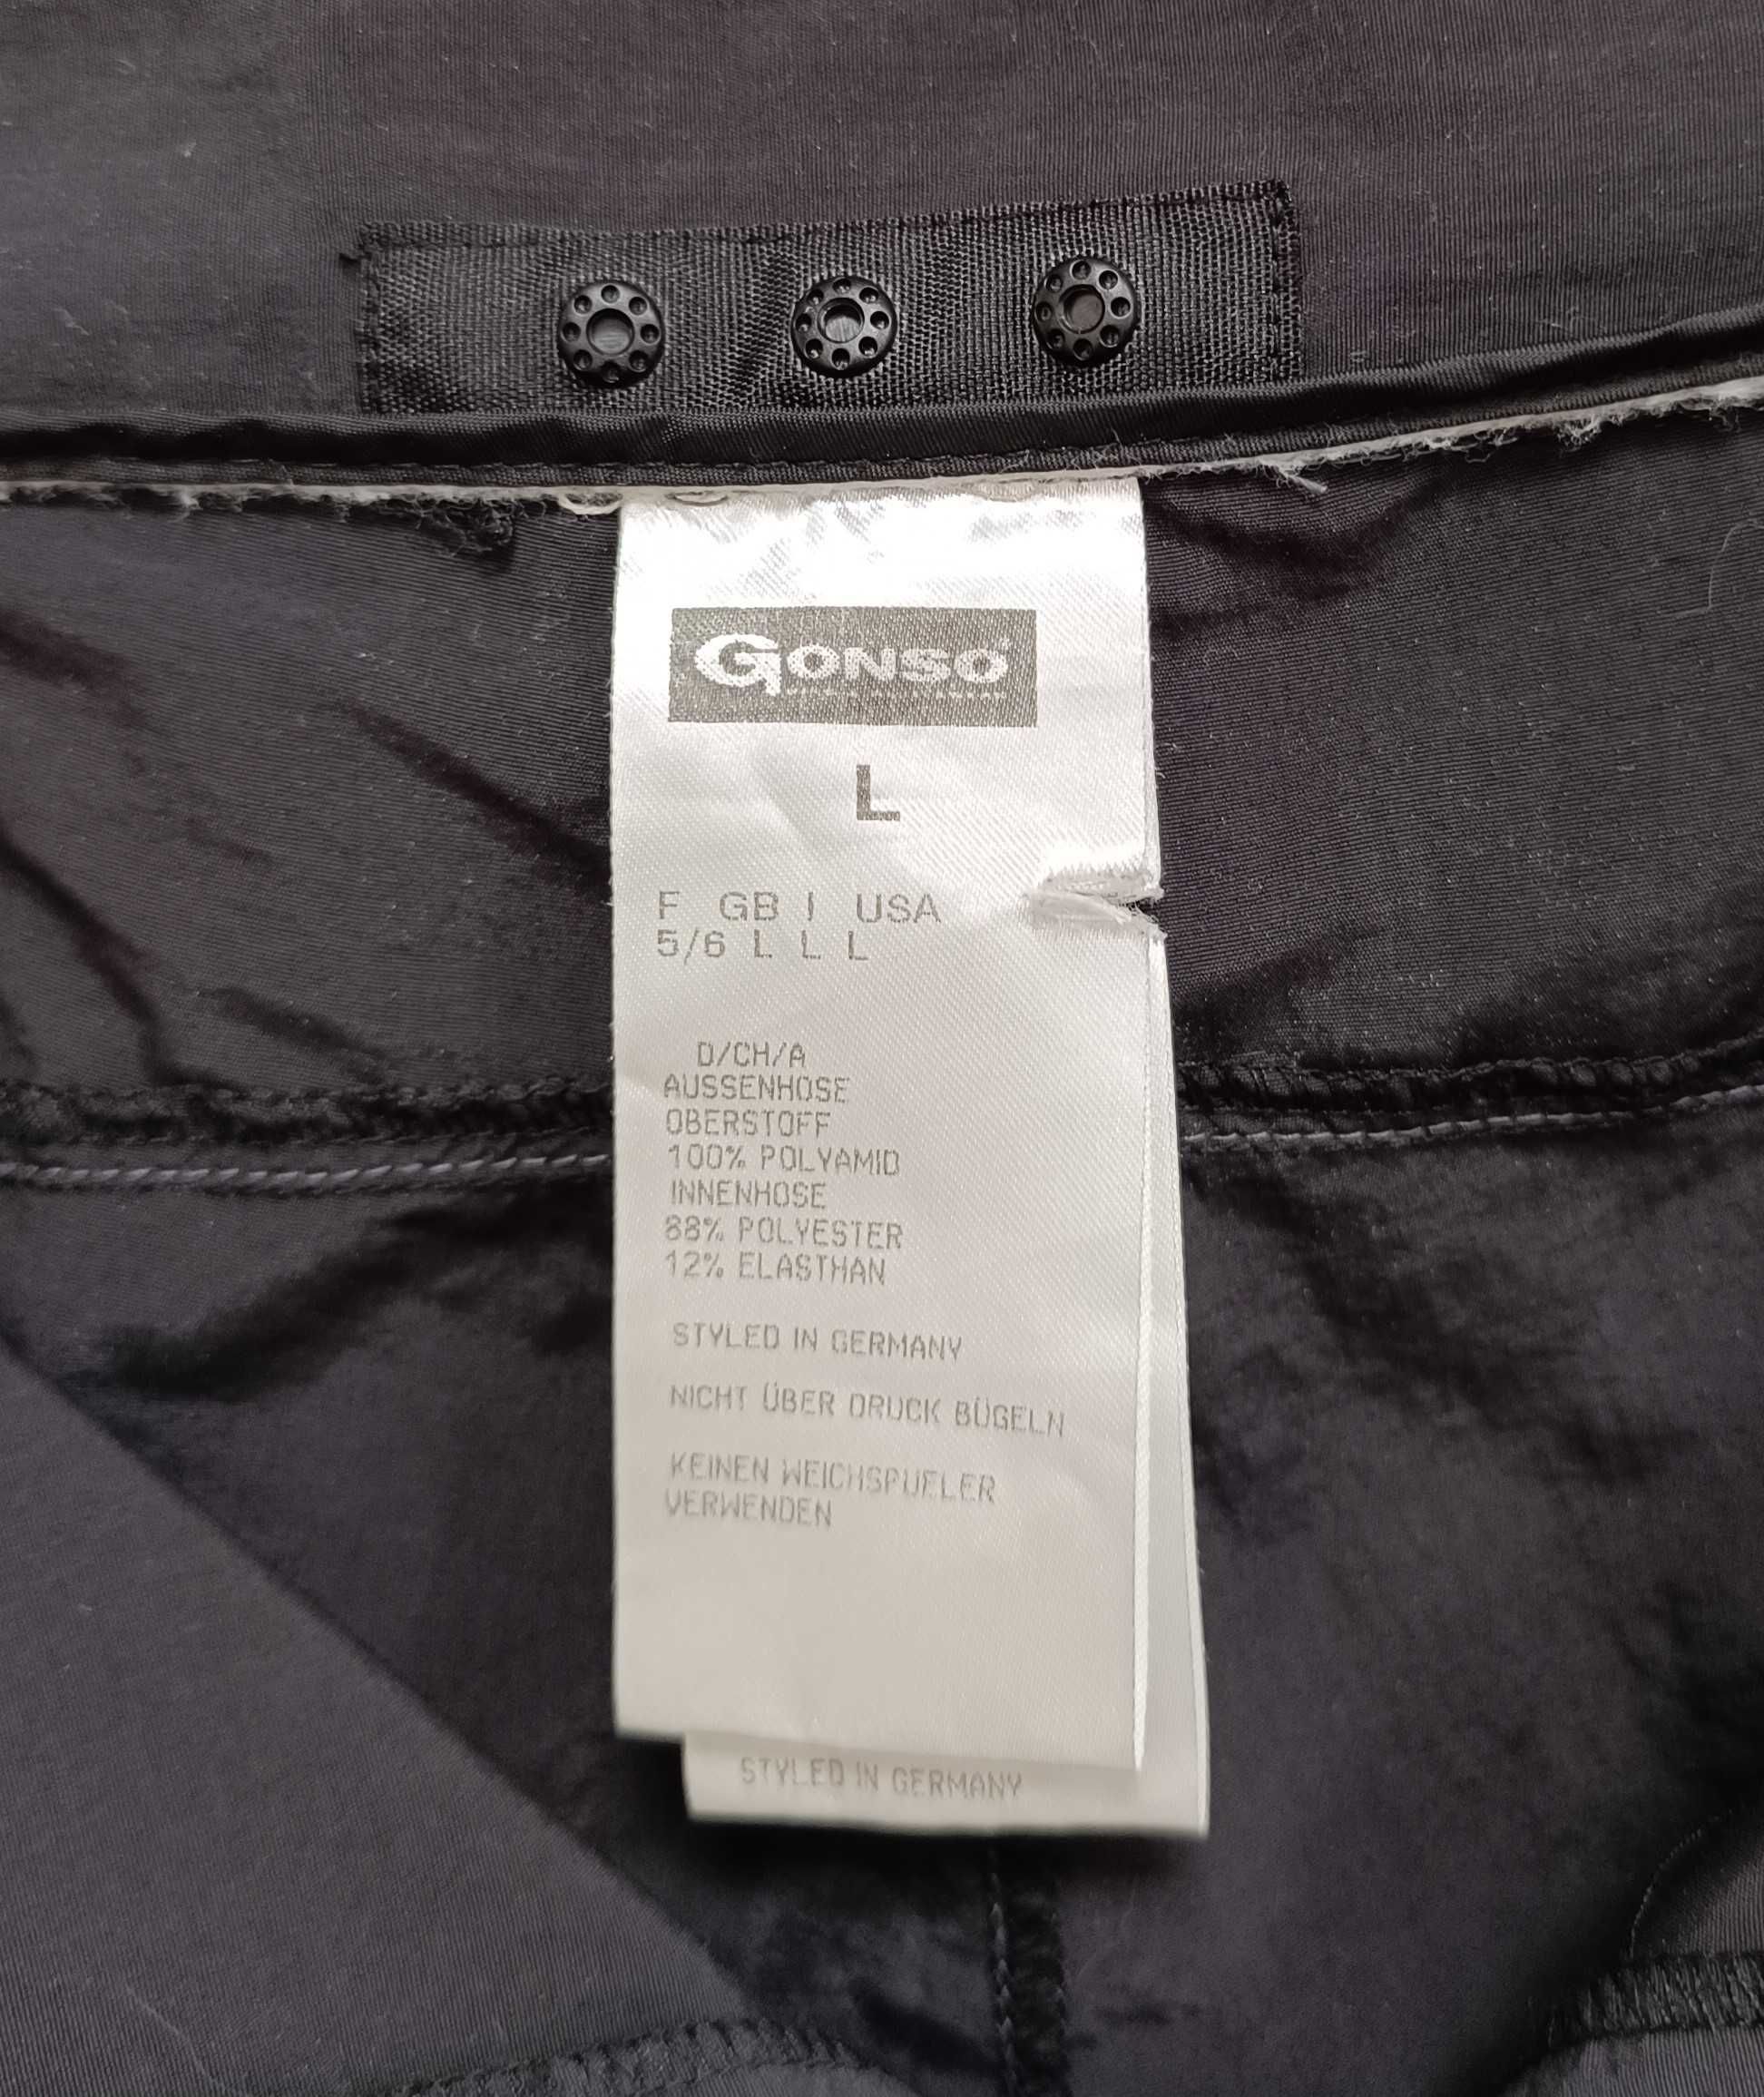 GONSO
L
F GB I USA
5/6 L L L
D/CH/A
AUSSENHOSE
OBERSTOFF
100% POLYAMID
INNENHOSE
88% POLYESTER
12% ELASTHAN
STYLED IN GERMANY
NICHT ÜBER DRUCK BÜGELN
KEINEN WEICHSPUELER
VERWENDEN
STYLED IN GERMANY